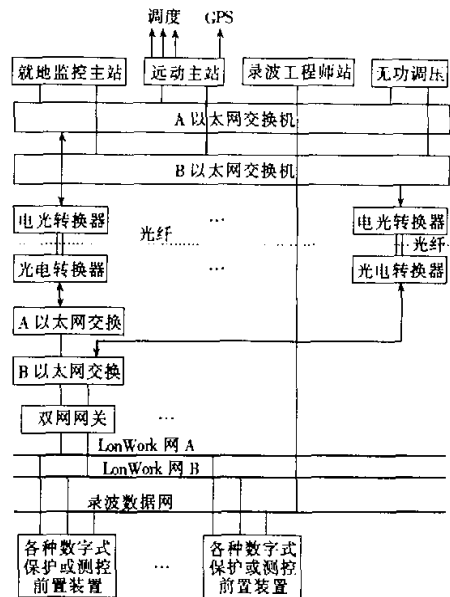 调度 GPS
就地监控主站 远动主站 录波工程师站 无功调压
A 以太网交换机
B 以太网交换机
电光转换器 … 电光转换器
光纤 光纤
光电转换器 … 光电转换器
A 以太网交换
B 以太网交换
双网网关 …
LonWork 网 A
LonWork 网 B
录波数据网
各种数字式 各种数字式
保护或测控 … 保护或测控
前置装置 前置装置